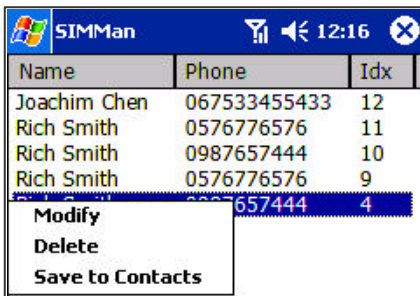 SIMMan 12:16
Name Phone Idx
Joachim Chen 067533455433 12
Rich Smith 0576776576 11
Rich Smith 0987657444 10
Rich Smith 0576776576 9
657444 4
Modify
Delete
Save to Contacts